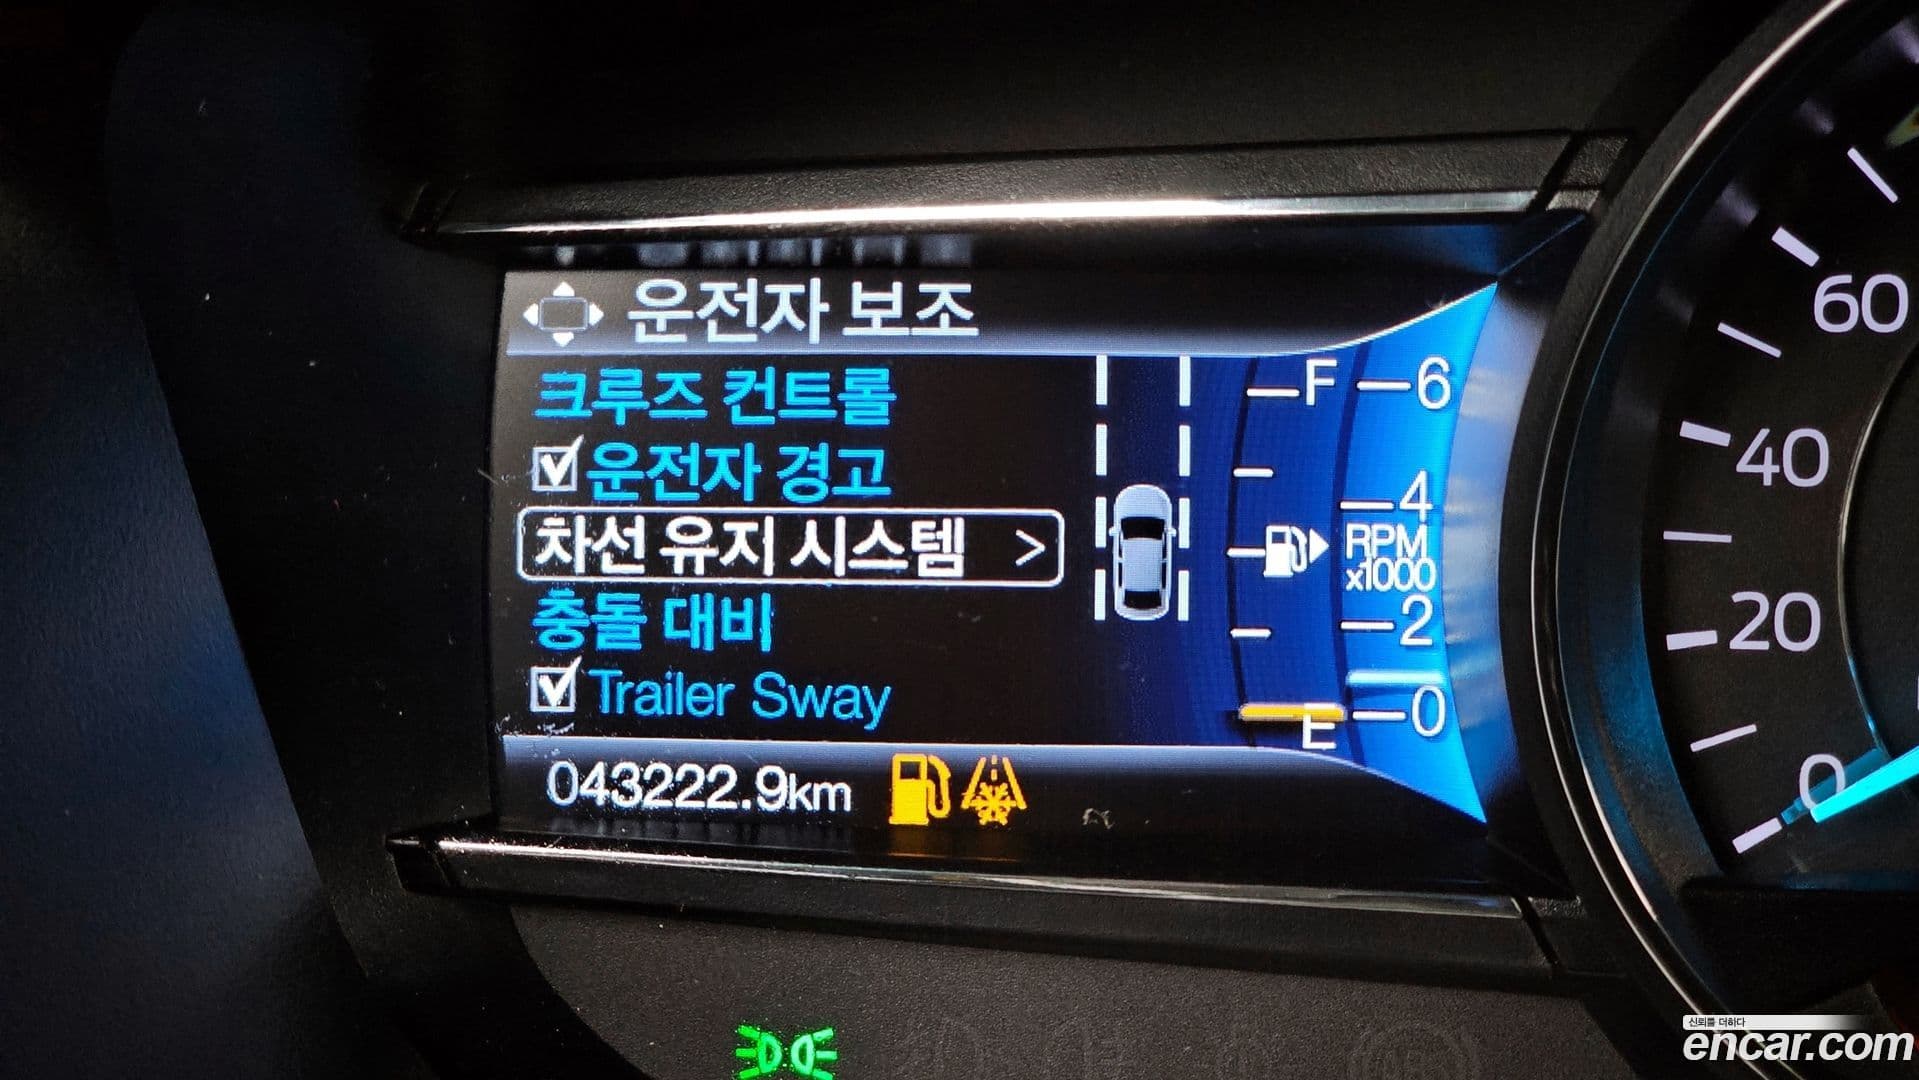 운전자 보조
크루즈 컨트롤
운전자 경고
차선 유지 시스템 >
충돌 대비
Trailer Sway
043222.9km
F
E
6
4
RPM
x1000
2
0
60
40
20
0
신뢰를 더하다
encar.com